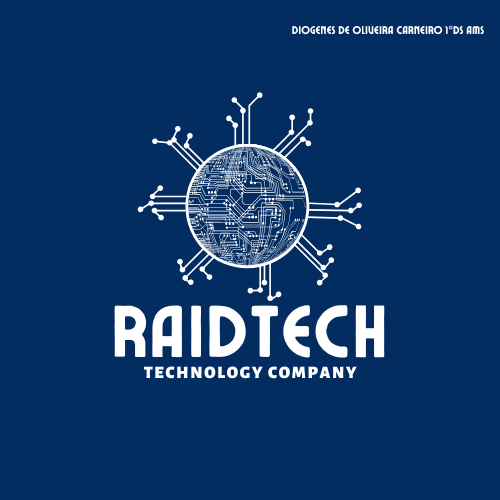 DIOGENES DE OLIVEIRA CARNEIRO 1°DS AMS
RAIDTECH
TECHNOLOGY COMPANY